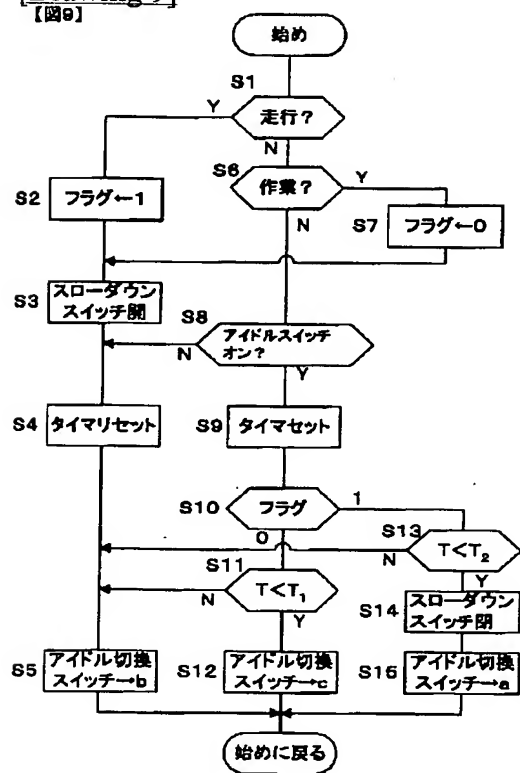 【図9】
始め
S1
走行?
Y
N
S6
作業?
Y
N
S2
フラグ←1
S7
フラグ←0
S3
スローダウン
スイッチ開
S8
アイドルスイッチ
オン?
N
Y
S4
タイマリセット
S9
タイマセット
S10
フラグ
1
0
S13
T<T₂
N
Y
S11
T<T₁
N
Y
S14
スローダウン
スイッチ閉
S5
アイドル切換
スイッチ→b
S12
アイドル切換
スイッチ→c
S15
アイドル切換
スイッチ→a
始めに戻る